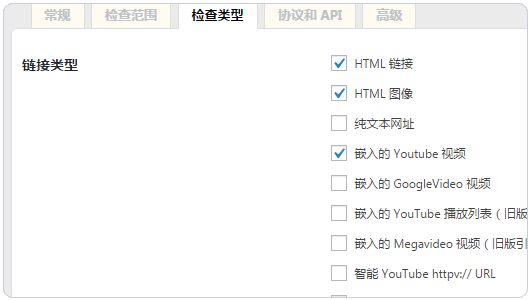 常规 检查范围 检查类型 协议和 API 高级
链接类型 HTML 链接
HTML 图像
纯文本网址
嵌入的 Youtube 视频
嵌入的 GoogleVideo 视频
嵌入的 YouTube 播放列表 ( 旧版
嵌入的 Megavideo 视频 ( 旧版引
智能 YouTube httpv:// URL